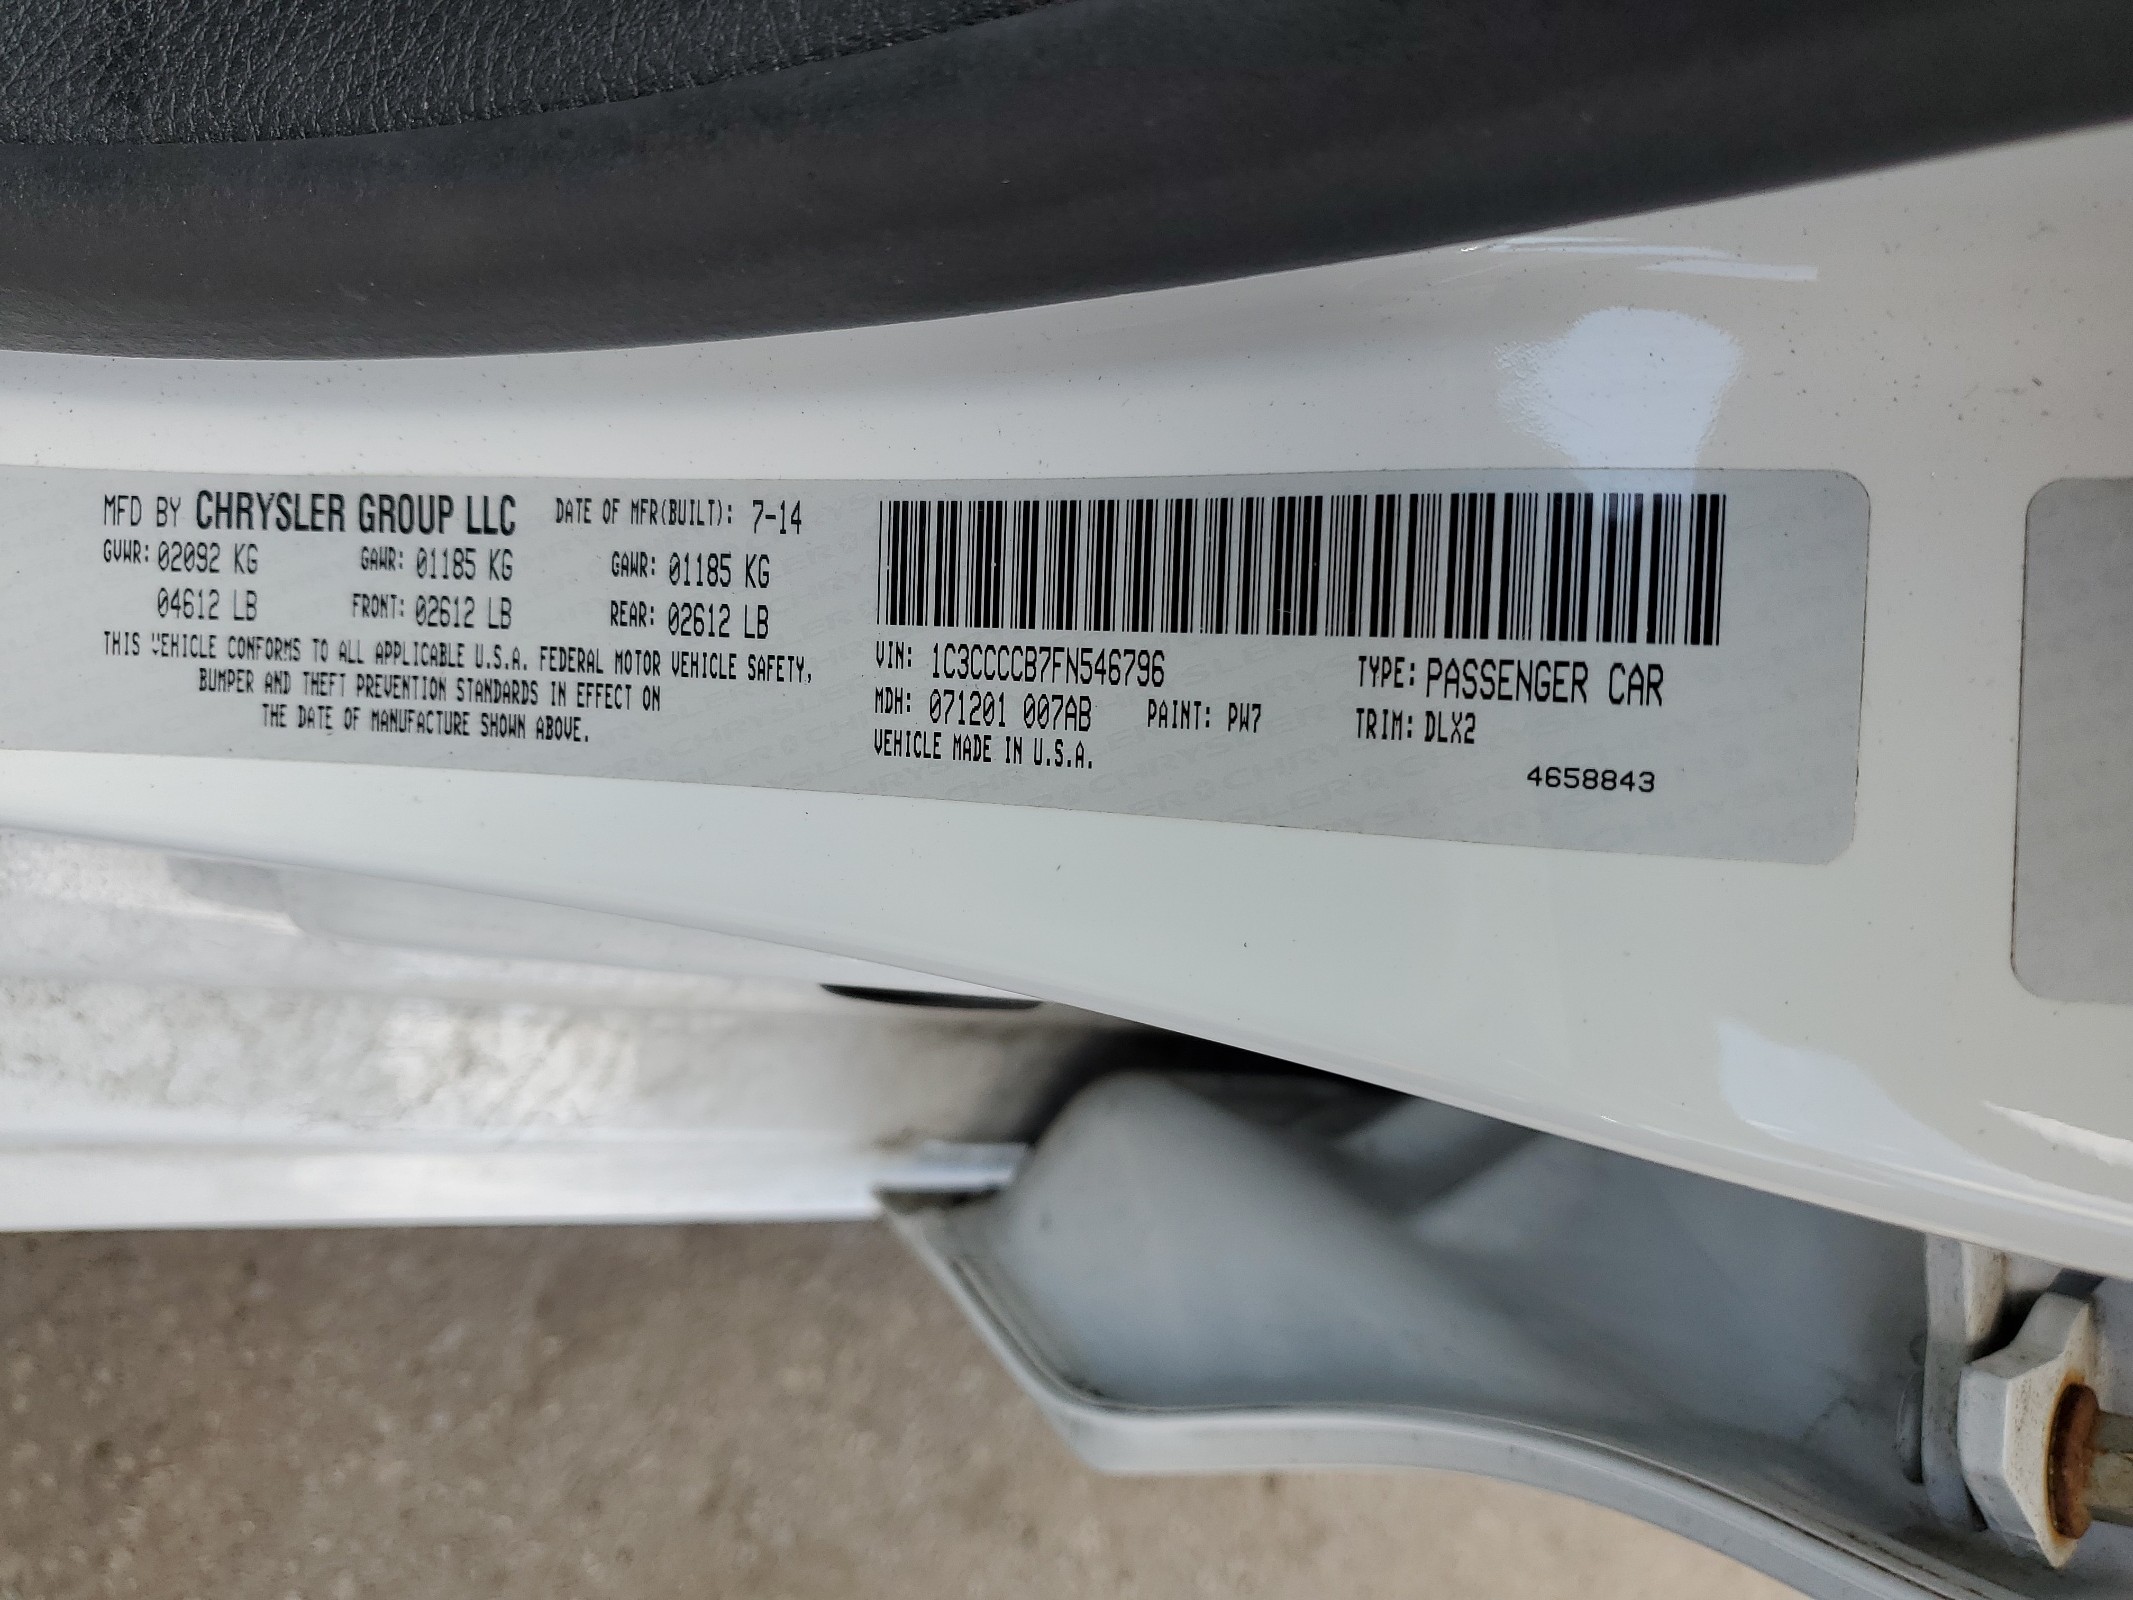 MFD BY CHRYSLER GROUP LLC DATE OF MFR(BUILT): 7-14
GVWR: 02092 KG GAWR: 01185 KG GAWR: 01185 KG
04612 LB FRONT: 02612 LB REAR: 02612 LB
THIS VEHICLE CONFORMS TO ALL APPLICABLE U.S.A. FEDERAL MOTOR VEHICLE SAFETY,
BUMPER AND THEFT PREVENTION STANDARDS IN EFFECT ON
THE DATE OF MANUFACTURE SHOWN ABOVE.
VIN: 1C3CCCCB7FN546796 TYPE: PASSENGER CAR
MDH: 071201 007AB PAINT: PW7 TRIM: DLX2
VEHICLE MADE IN U.S.A.
4658843